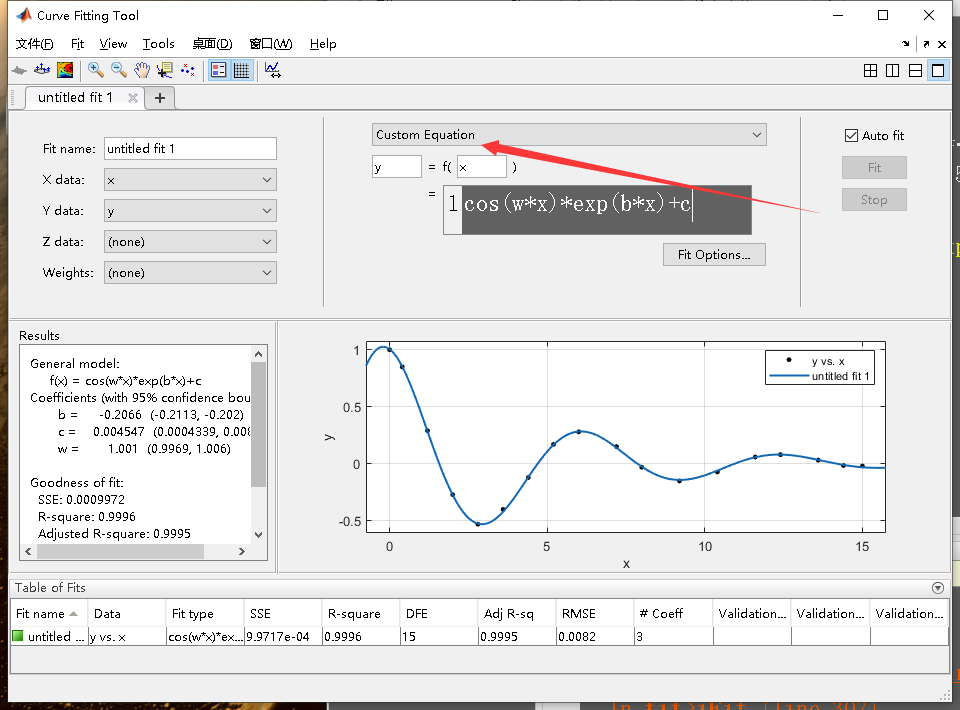 Curve Fitting Tool
文件(F) Fit View Tools 桌面(D) 窗口(W) Help
untitled fit 1
Fit name: untitled fit 1
X data: x
Y data: y
Z data: (none)
Weights: (none)
Custom Equation
y = f( x )
= 1 cos(w*x)*exp(b*x)+c
Fit Options...
Auto fit
Fit
Stop
Results
General model:
f(x) = cos(w*x)*exp(b*x)+c
Coefficients (with 95% confidence bou
b = -0.2066 (-0.2113, -0.202)
c = 0.004547 (0.0004339, 0.008
w = 1.001 (0.9969, 1.006)
Goodness of fit:
SSE: 0.0009972
R-square: 0.9996
Adjusted R-square: 0.9995
y vs. x
untitled fit 1
1
0.5
0
-0.5
y
0 5 10 15
x
Table of Fits
Fit name Data Fit type SSE R-square DFE Adj R-sq RMSE # Coeff Validation... Validation... Validation...
untitled ... y vs. x cos(w*x)*ex... 9.9717e-04 0.9996 15 0.9995 0.0082 3